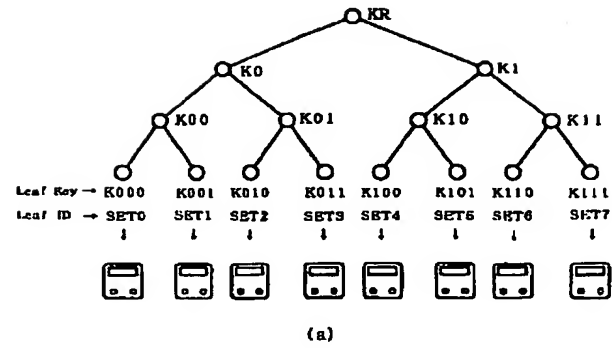 KR
K0 K1
K00 K01 K10 K11
Leaf Key → K000 K001 K010 K011 K100 K101 K110 K111
Leaf ID → SET0 SET1 SET2 SET3 SET4 SET5 SET6 SET7
(a)